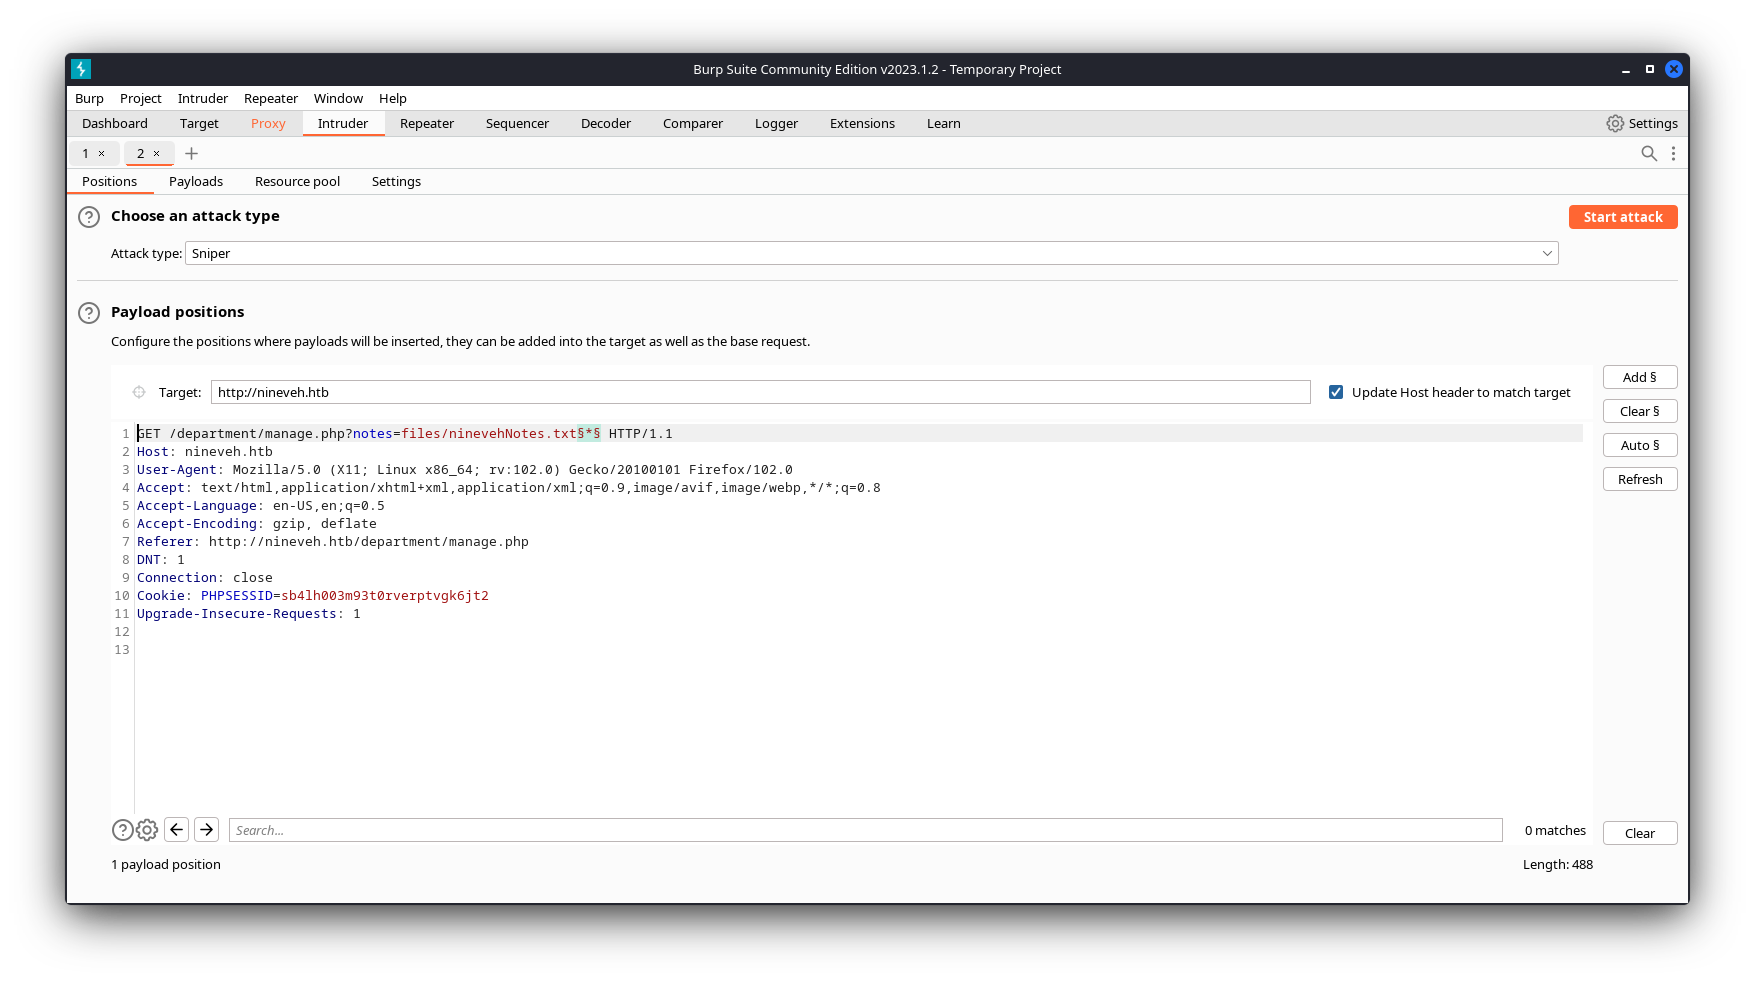 Burp Suite Community Edition v2023.1.2 - Temporary Project
Burp Project Intruder Repeater Window Help
Dashboard Target Proxy Intruder Repeater Sequencer Decoder Comparer Logger Extensions Learn Settings
1 × 2 × +
Positions Payloads Resource pool Settings
? Choose an attack type Start attack
Attack type: Sniper
? Payload positions
Configure the positions where payloads will be inserted, they can be added into the target as well as the base request.
Add §
Target: http://nineveh.htb Update Host header to match target
Clear §
Auto §
Refresh
1 GET /department/manage.php?notes=files/ninevehNotes.txt§*§ HTTP/1.1
2 Host: nineveh.htb
3 User-Agent: Mozilla/5.0 (X11; Linux x86_64; rv:102.0) Gecko/20100101 Firefox/102.0
4 Accept: text/html,application/xhtml+xml,application/xml;q=0.9,image/avif,image/webp,*/*;q=0.8
5 Accept-Language: en-US,en;q=0.5
6 Accept-Encoding: gzip, deflate
7 Referer: http://nineveh.htb/department/manage.php
8 DNT: 1
9 Connection: close
10 Cookie: PHPSESSID=sb4lh003m93t0rverptvgk6jt2
11 Upgrade-Insecure-Requests: 1
12
13
? Search... 0 matches Clear
1 payload position Length: 488